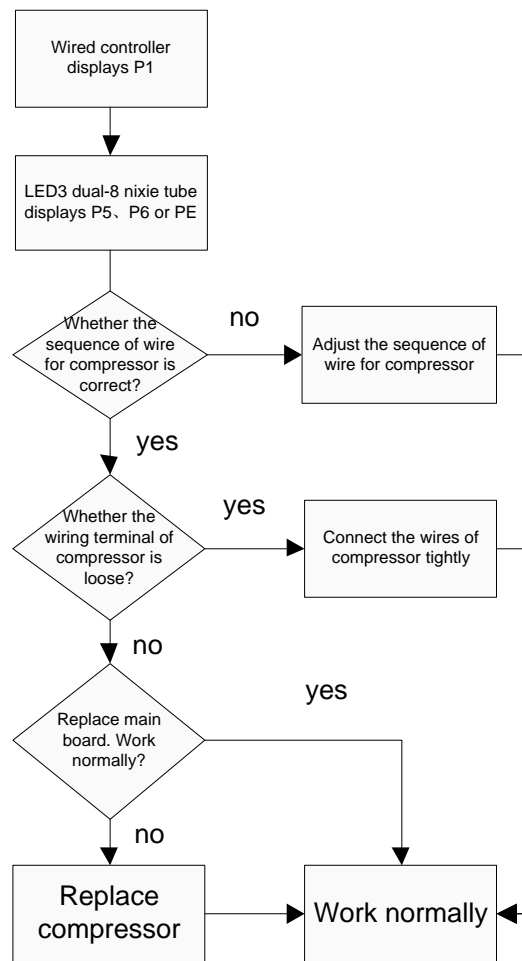 Wired controller
displays P1
LED3 dual-8 nixie tube
displays P5、P6 or PE
Whether the
sequence of wire
for compressor is
correct?
no
Adjust the sequence of
wire for compressor
yes
Whether the
wiring terminal of
compressor is
loose?
yes
Connect the wires of
compressor tightly
no
Replace main
board. Work
normally?
yes
no
Replace
compressor
Work normally